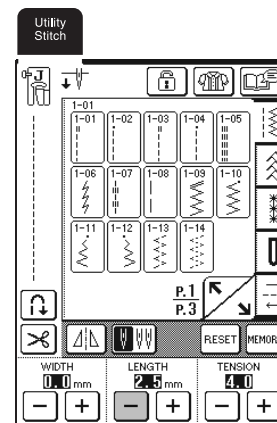 Utility
Stitch
J
1-01
1-01 1-02 1-03 1-04 1-05
1-06 1-07 1-08 1-09 1-10
1-11 1-12 1-13 1-14
P.1
P.3
RESET MEMOR
WIDTH LENGTH TENSION
0.0 mm 2.5 mm 4.0
− + − + − +